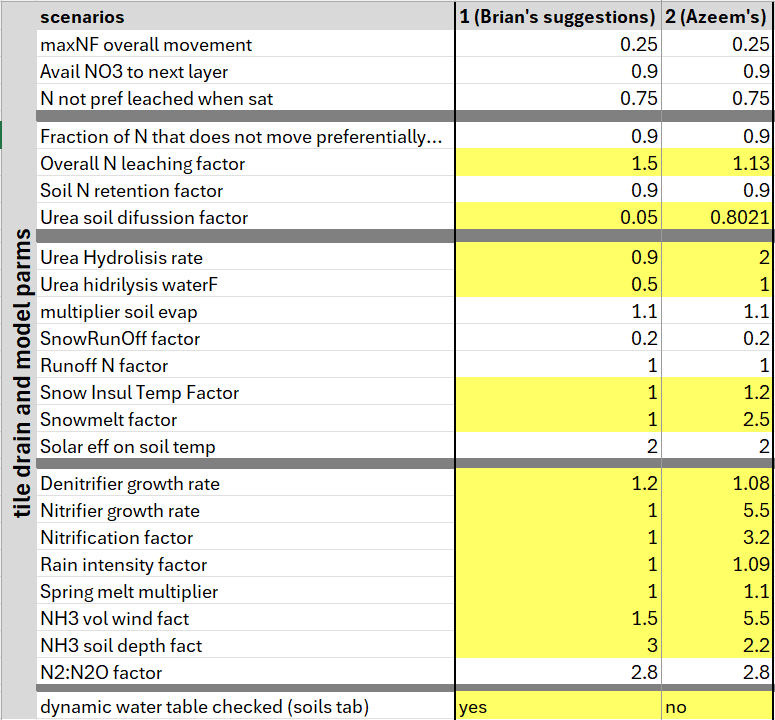 scenarios 1 (Brian's suggestions) 2 (Azeem's)
maxNF overall movement 0.25 0.25
Avail NO3 to next layer 0.9 0.9
N not pref leached when sat 0.75 0.75
Fraction of N that does not move preferentially... 0.9 0.9
Overall N leaching factor 1.5 1.13
Soil N retention factor 0.9 0.9
Urea soil difussion factor 0.05 0.8021
tile drain and model parms
Urea Hydrolisis rate 0.9 2
Urea hidrilysis waterF 0.5 1
multiplier soil evap 1.1 1.1
SnowRunOff factor 0.2 0.2
Runoff N factor 1 1
Snow Insul Temp Factor 1 1.2
Snowmelt factor 1 2.5
Solar eff on soil temp 2 2
Denitrifier growth rate 1.2 1.08
Nitrifier growth rate 1 5.5
Nitrification factor 1 3.2
Rain intensity factor 1 1.09
Spring melt multiplier 1 1.1
NH3 vol wind fact 1.5 5.5
NH3 soil depth fact 3 2.2
N2:N2O factor 2.8 2.8
dynamic water table checked (soils tab) yes no